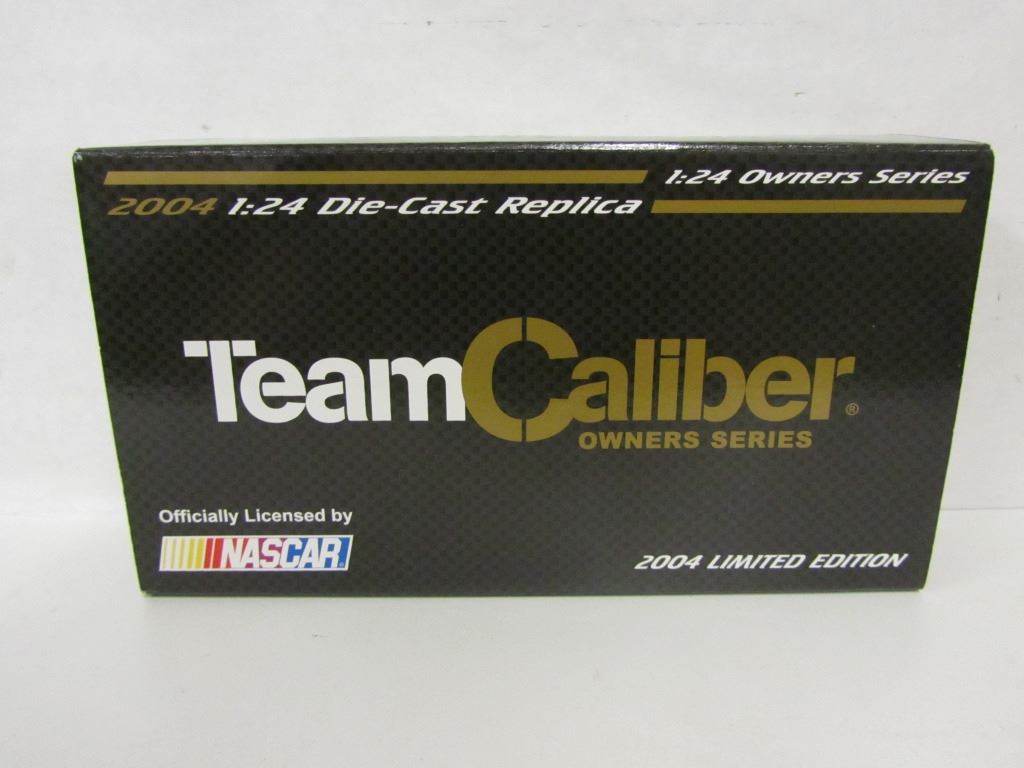 1:24 Owners Series
2004 1:24 Die-Cast Replica
TeamCaliber®
OWNERS SERIES
Officially Licensed by
NASCAR
2004 LIMITED EDITION